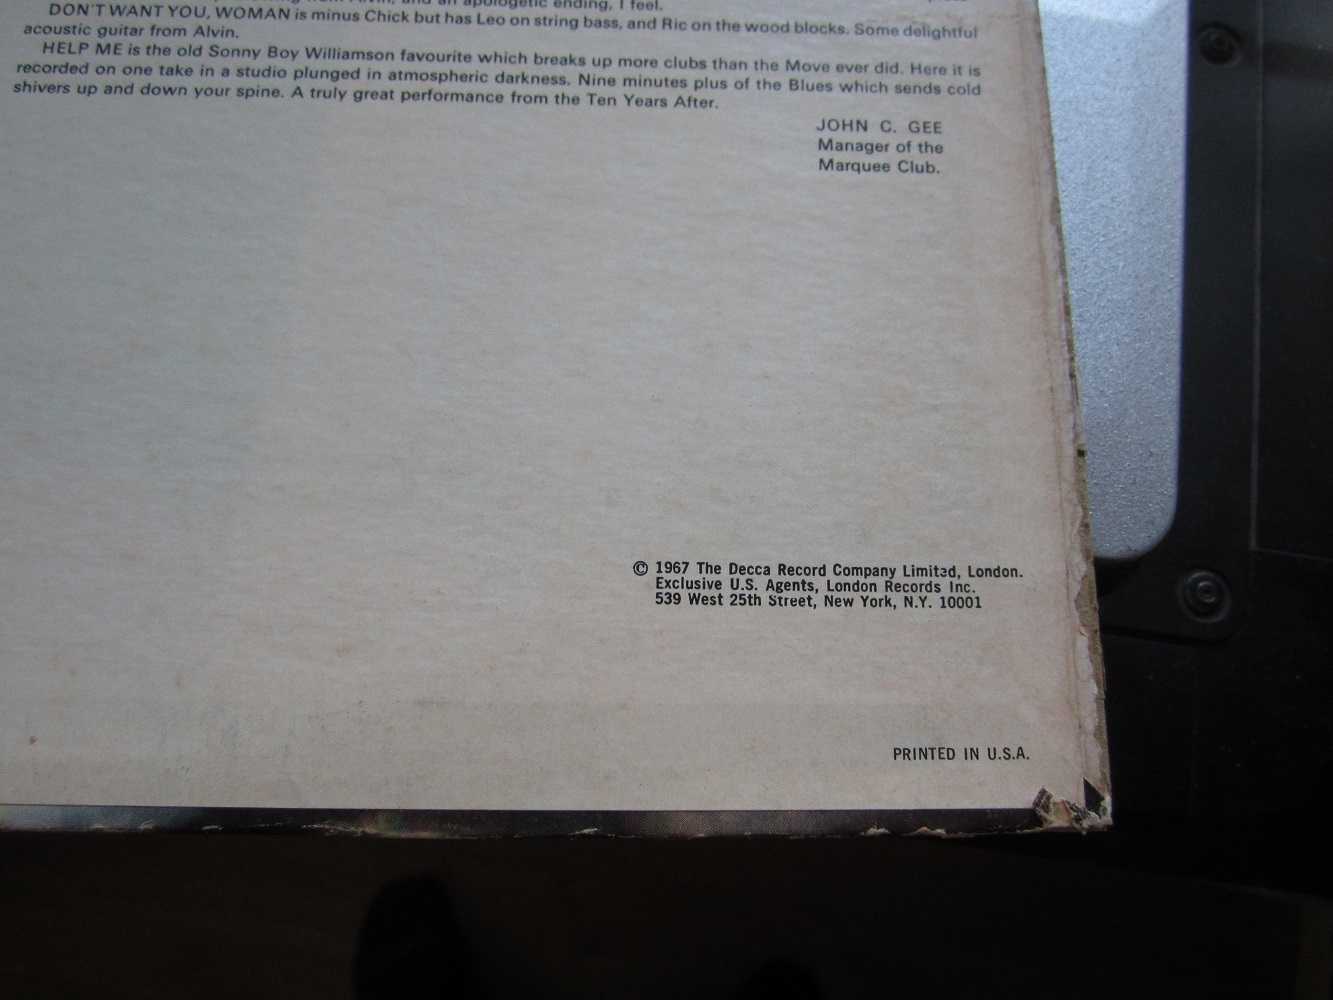 an apologetic ending, I feel.
DON'T WANT YOU, WOMAN is minus Chick but has Leo on string bass, and Ric on the wood blocks. Some delightful
acoustic guitar from Alvin.
HELP ME is the old Sonny Boy Williamson favourite which breaks up more clubs than the Move ever did. Here it is
recorded on one take in a studio plunged in atmospheric darkness. Nine minutes plus of the Blues which sends cold
shivers up and down your spine. A truly great performance from the Ten Years After.
JOHN C. GEE
Manager of the
Marquee Club.
© 1967 The Decca Record Company Limited, London.
Exclusive U.S. Agents, London Records Inc.
539 West 25th Street, New York, N.Y. 10001
PRINTED IN U.S.A.